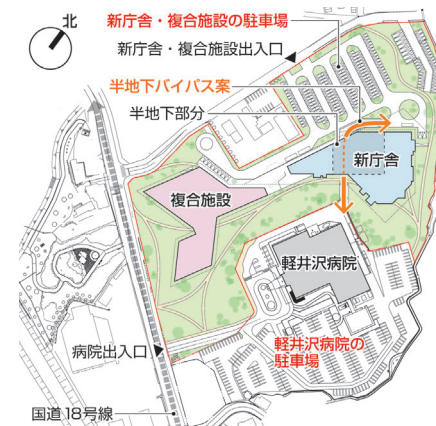 北
新庁舎・複合施設の駐車場
新庁舎・複合施設出入口
半地下バイパス案
半地下部分
新庁舎
複合施設
軽井沢病院
病院出入口
軽井沢病院の
駐車場
国道18号線